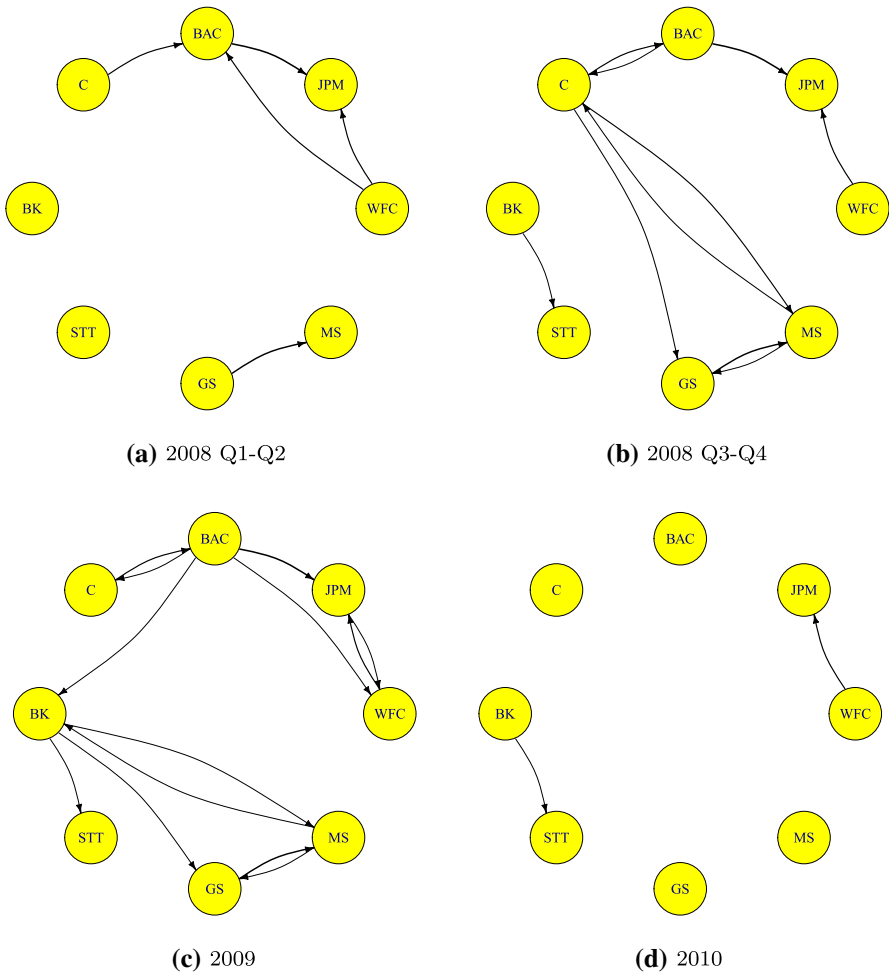 BAC
C
JPM
BK
WFC
STT
MS
GS
(a) 2008 Q1-Q2
BAC
C
JPM
BK
WFC
STT
MS
GS
(b) 2008 Q3-Q4
BAC
C
JPM
BK
WFC
STT
MS
GS
(c) 2009
BAC
C
JPM
BK
WFC
STT
MS
GS
(d) 2010